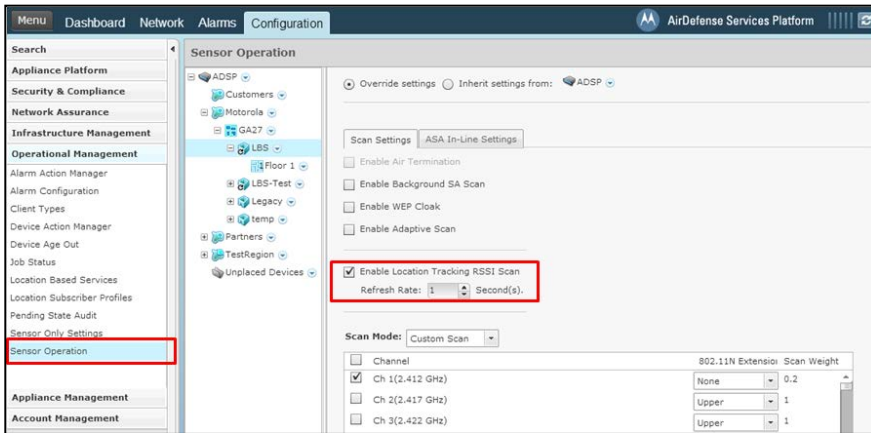 Menu Dashboard Network Alarms Configuration AirDefense Services Platform
Search
Appliance Platform
Security & Compliance
Network Assurance
Infrastructure Management
Operational Management
Alarm Action Manager
Alarm Configuration
Client Types
Device Action Manager
Device Age Out
Job Status
Location Based Services
Location Subscriber Profiles
Pending State Audit
Sensor Only Settings
Sensor Operation
Appliance Management
Account Management
Sensor Operation
ADSP
Customers
Motorola
GA27
LBS
Floor 1
LBS-Test
Legacy
temp
Partners
TestRegion
Unplaced Devices
Override settings Inherit settings from: ADSP
Scan Settings ASA In-Line Settings
Enable Air Termination
Enable Background SA Scan
Enable WEP Cloak
Enable Adaptive Scan
Enable Location Tracking RSSI Scan
Refresh Rate: 1 Second(s).
Scan Mode: Custom Scan
Channel 802.11N Extensio Scan Weight
Ch 1(2.412 GHz) None 0.2
Ch 2(2.417 GHz) Upper 1
Ch 3(2.422 GHz) Upper 1